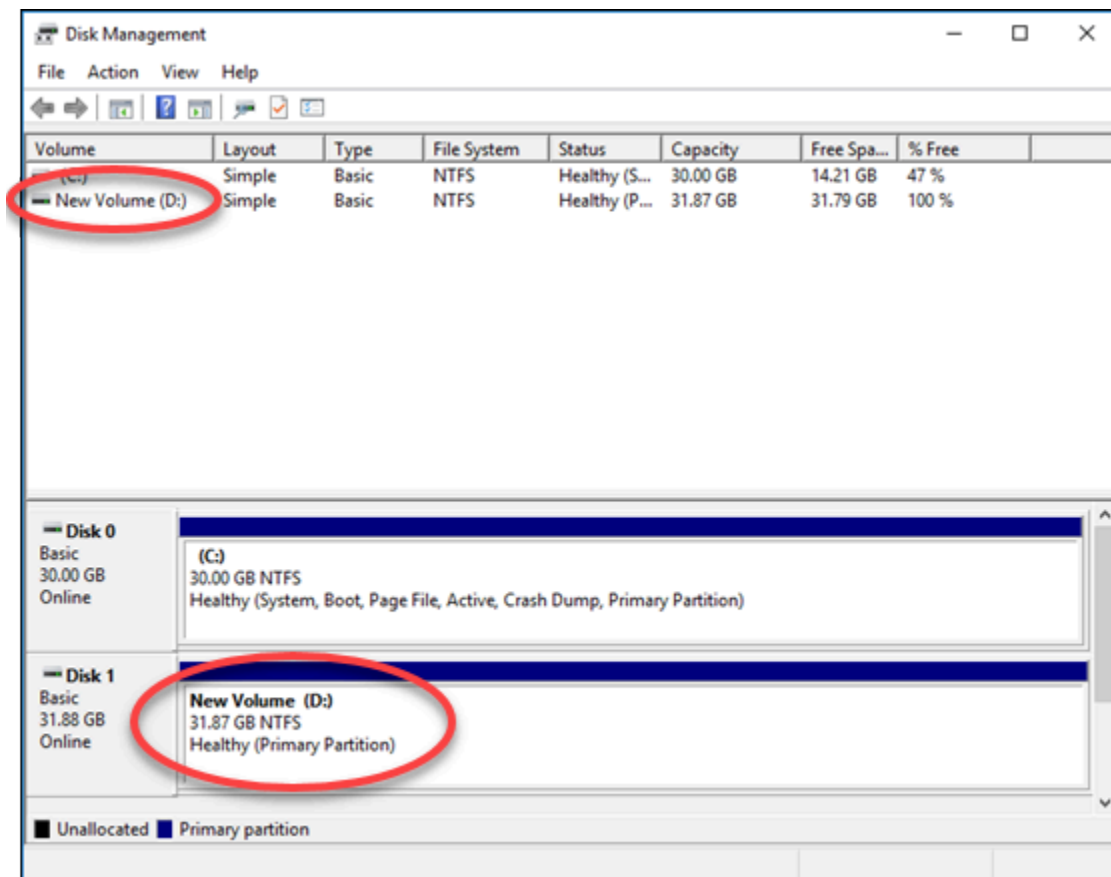 Disk Management
File Action View Help
Volume Layout Type File System Status Capacity Free Spa... % Free
(C:) Simple Basic NTFS Healthy (S... 30.00 GB 14.21 GB 47 %
New Volume (D:) Simple Basic NTFS Healthy (P... 31.87 GB 31.79 GB 100 %
Disk 0
Basic
30.00 GB
Online
(C:)
30.00 GB NTFS
Healthy (System, Boot, Page File, Active, Crash Dump, Primary Partition)
Disk 1
Basic
31.88 GB
Online
New Volume (D:)
31.87 GB NTFS
Healthy (Primary Partition)
Unallocated Primary partition